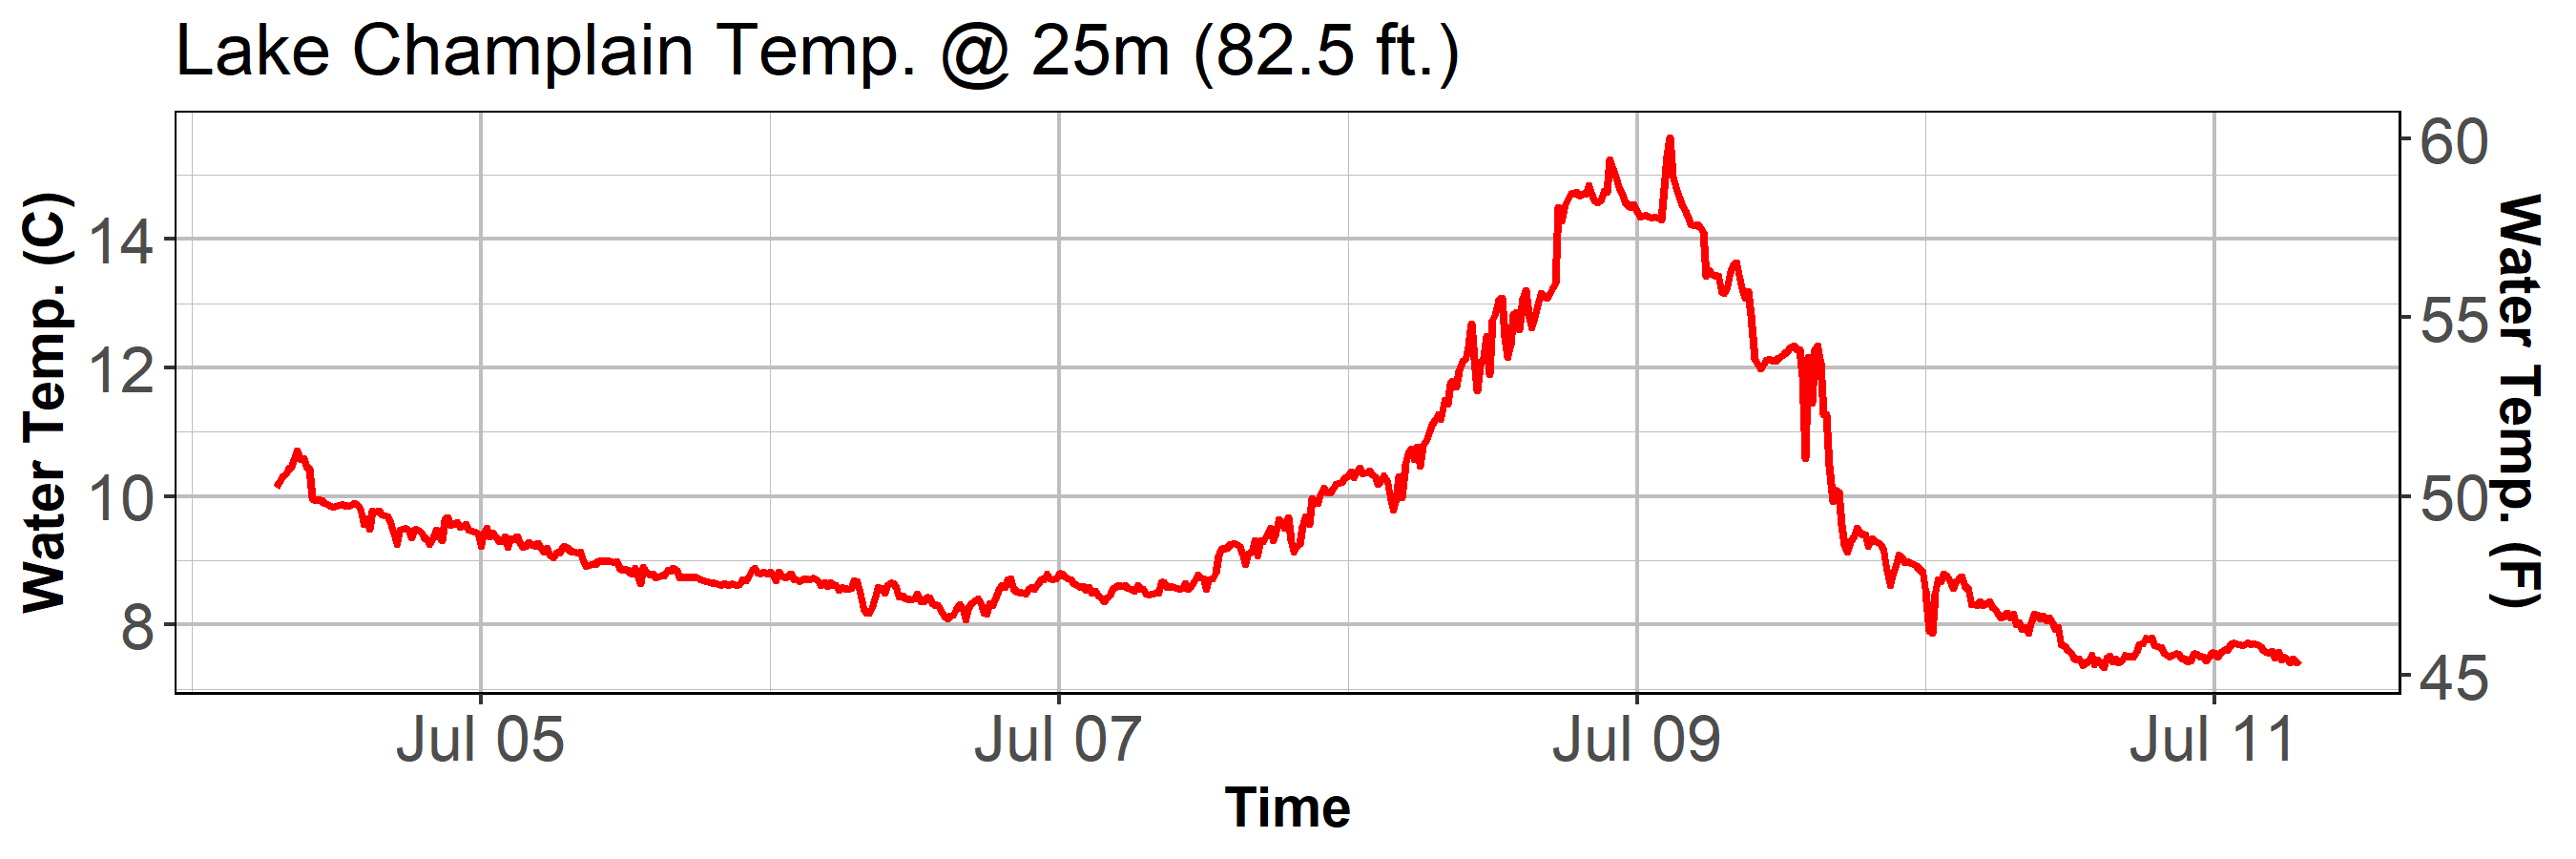 Lake Champlain Temp. @ 25m (82.5 ft.)
Water Temp. (C)
14
12
10
8
60
55
50
45
Water Temp. (F)
Jul 05 Jul 07 Jul 09 Jul 11
Time